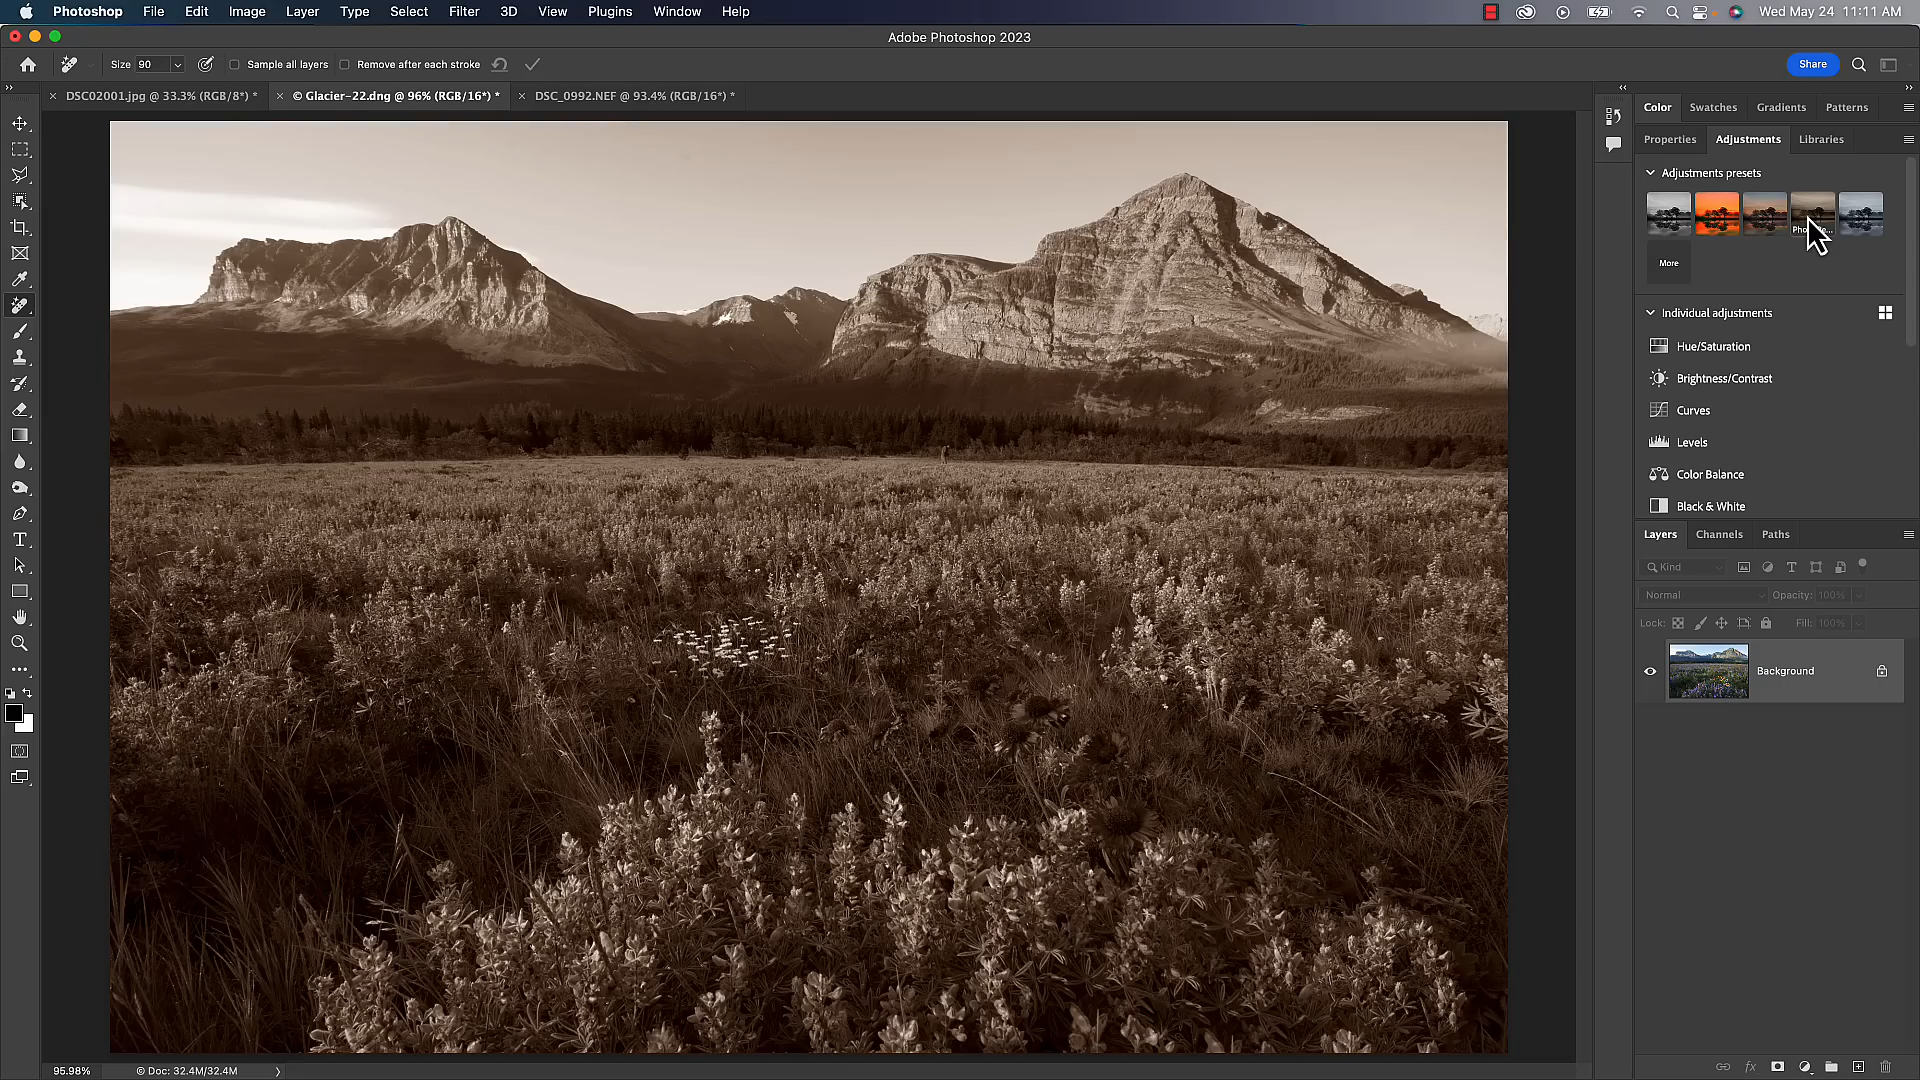 Photoshop File Edit Image Layer Type Select Filter 3D View Plugins Window Help Wed May 24 11:11 AM
Adobe Photoshop 2023
Size 90 Sample all layers Remove after each stroke Share
DSC02001.jpg @ 33.3% (RGB/8*) * © Glacier-22.dng @ 96% (RGB/16*) * DSC_0992.NEF @ 93.4% (RGB/16*) *
Color Swatches Gradients Patterns
Properties Adjustments Libraries
Adjustments presets
More
Individual adjustments
Hue/Saturation
Brightness/Contrast
Curves
Levels
Color Balance
Black & White
Layers Channels Paths
Kind
Normal Opacity: 100%
Lock: Fill: 100%
Background
95.98% © Doc: 32.4M/32.4M